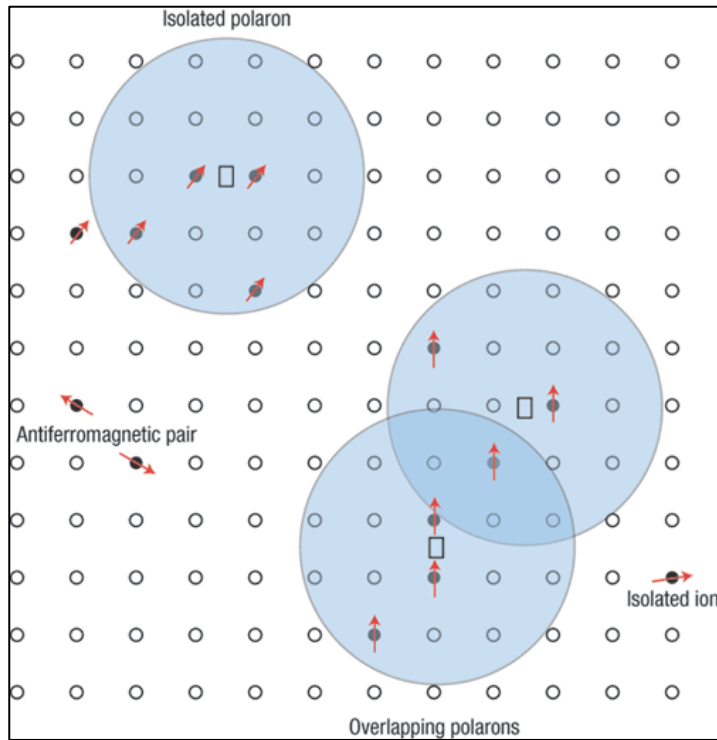 Isolated polaron
Antiferromagnetic pair
Isolated ion
Overlapping polarons